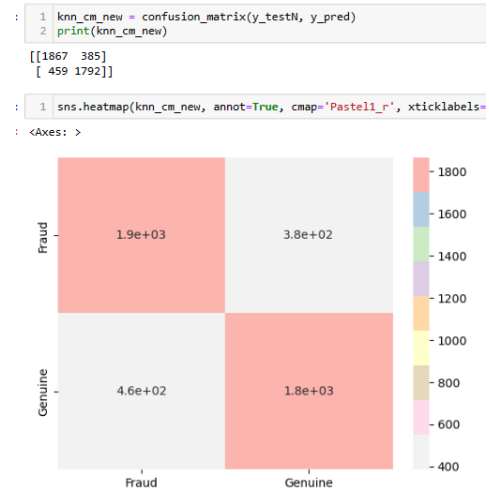 1 knn_cm_new = confusion_matrix(y_testN, y_pred)
2 print(knn_cm_new)
[[1867 385]
[ 459 1792]]
1 sns.heatmap(knn_cm_new, annot=True, cmap='Pastel1_r', xticklabels=
<Axes: >
1800
1600
1400
1200
1000
800
600
400
Fraud
1.9e+03 3.8e+02
Genuine
4.6e+02 1.8e+03
Fraud Genuine